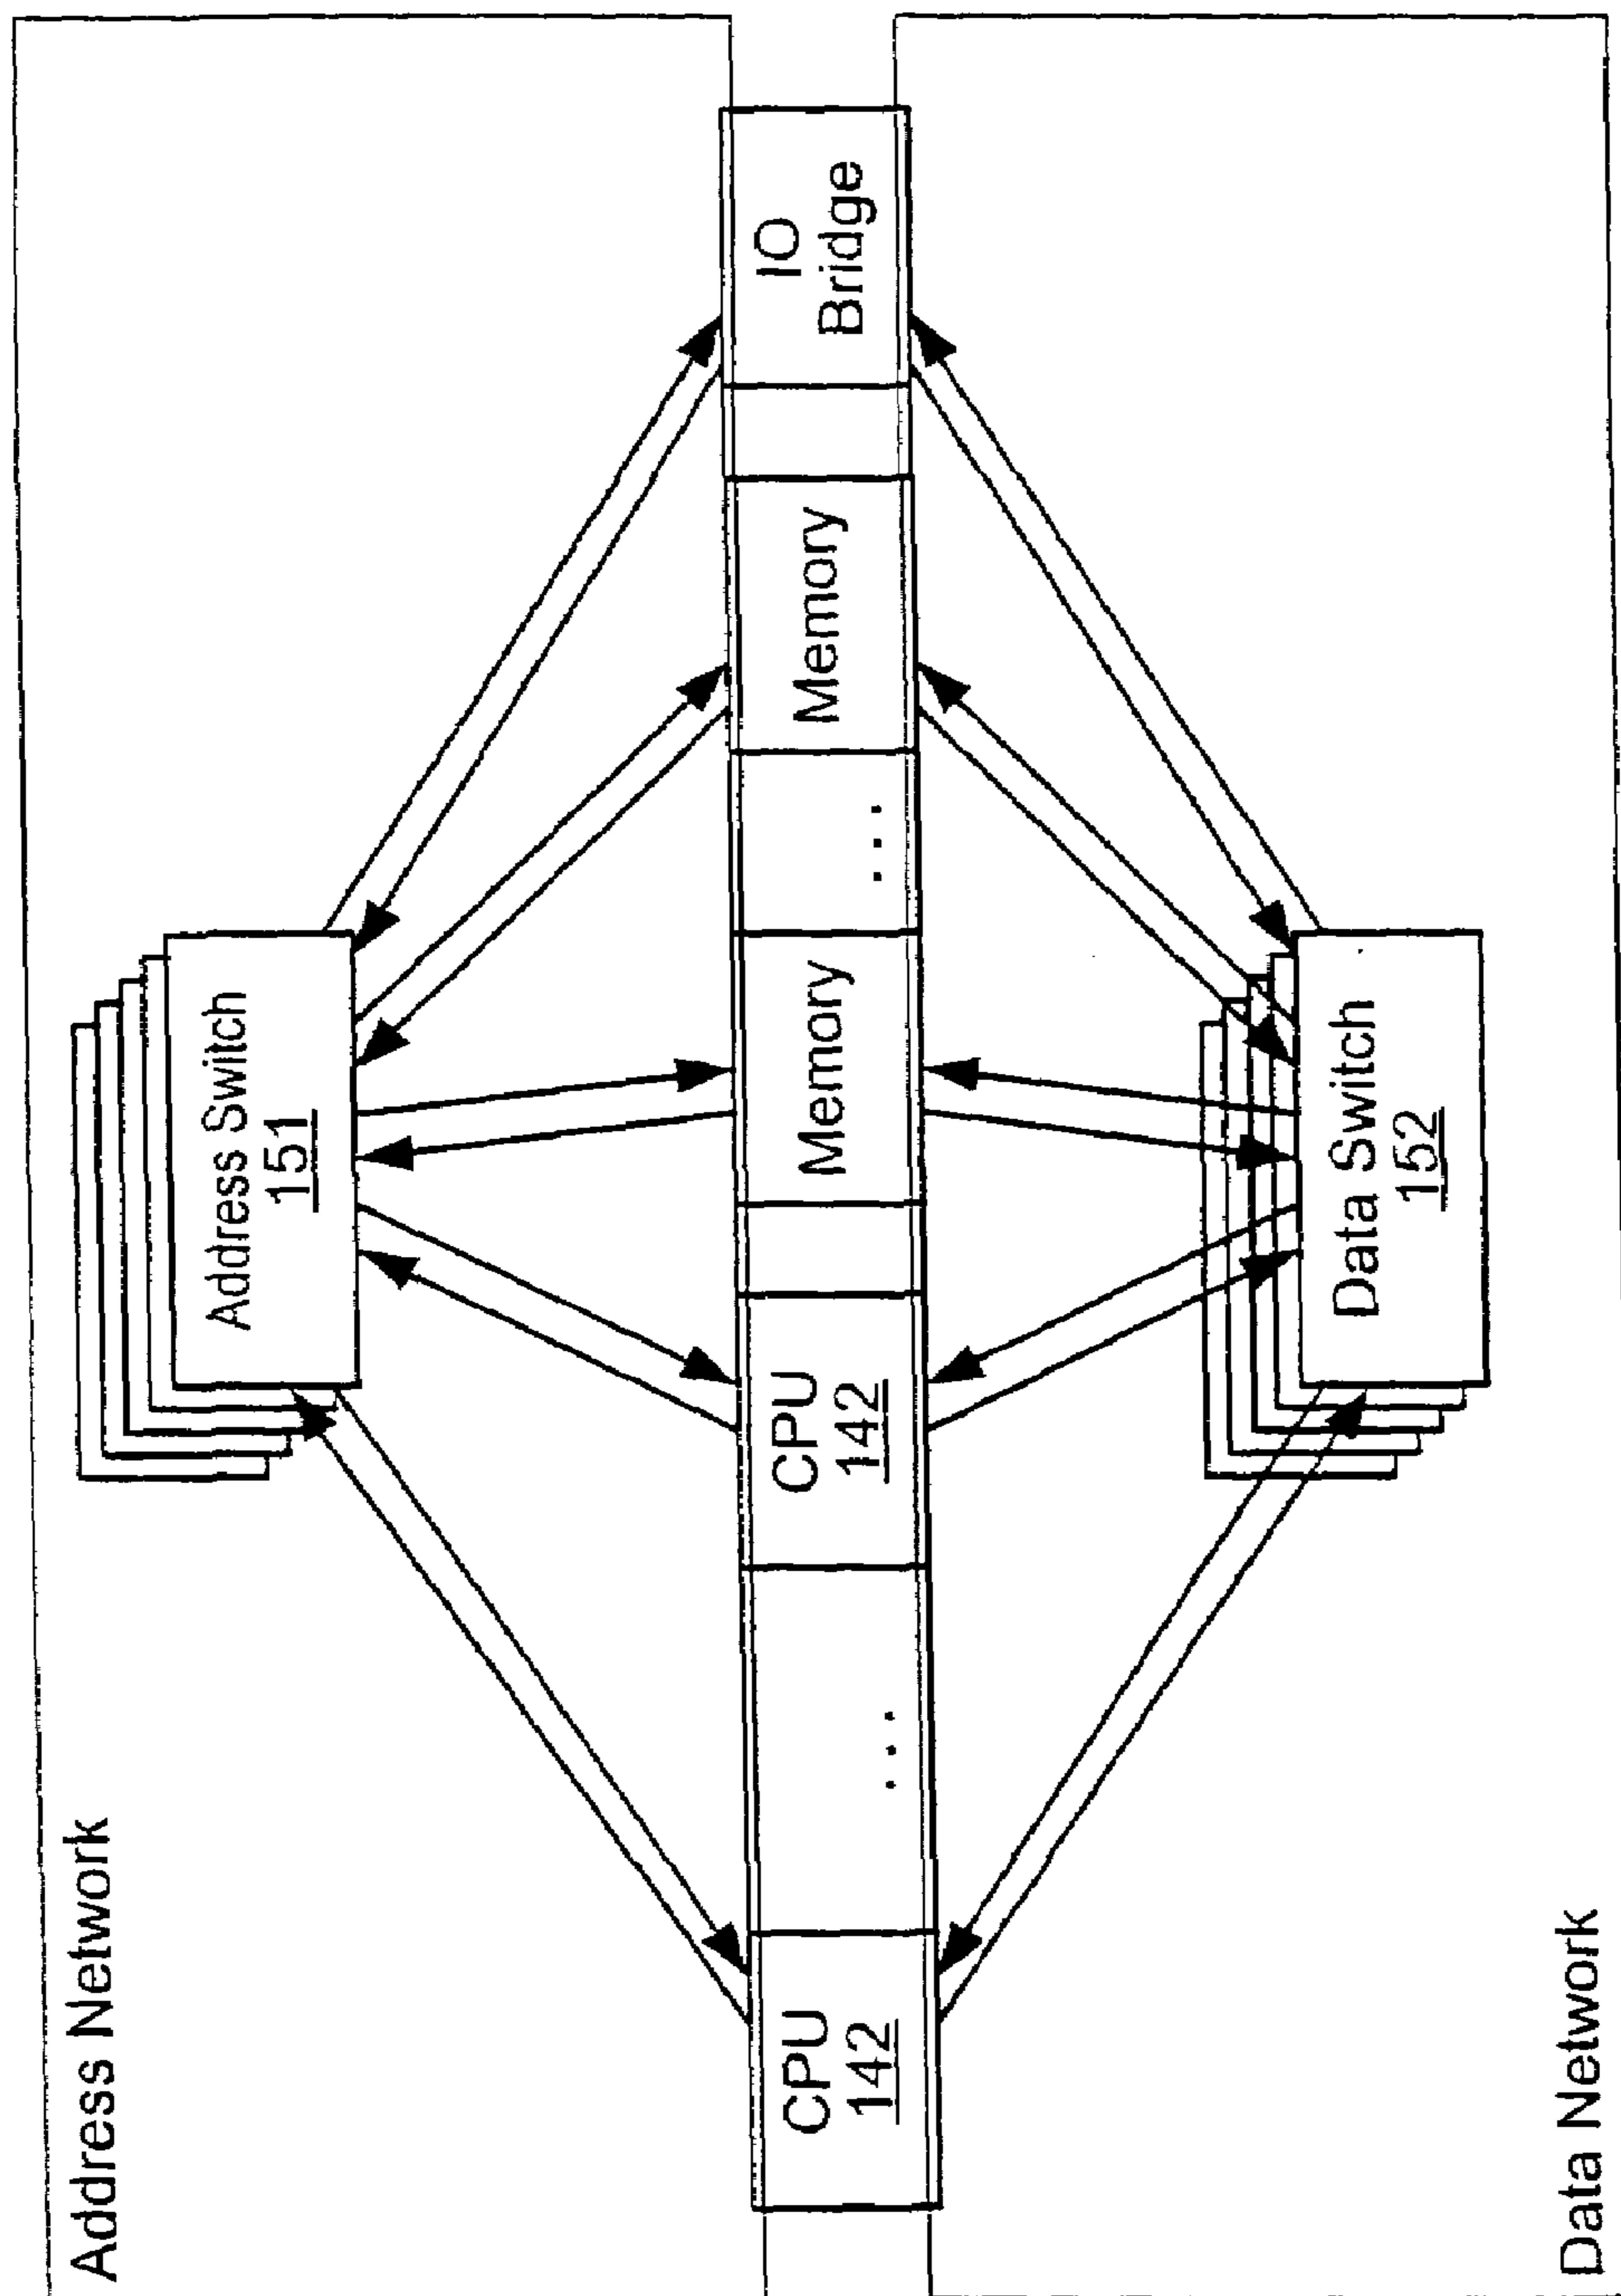 Address Network
Address Switch
151
CPU
142
...
CPU
142
Memory
...
Memory
IO
Bridge
Data Switch
152
Data Network